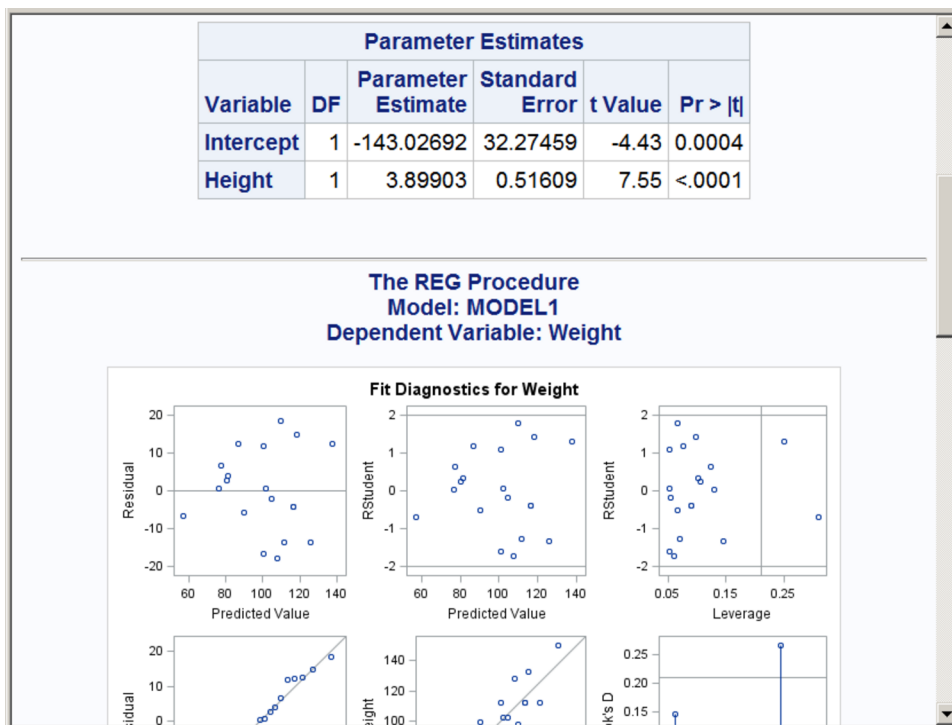 Parameter Estimates
Variable DF Parameter Estimate Standard Error t Value Pr > |t|
Intercept 1 -143.02692 32.27459 -4.43 0.0004
Height 1 3.89903 0.51609 7.55 <.0001
The REG Procedure
Model: MODEL1
Dependent Variable: Weight
Fit Diagnostics for Weight
Residual
20
10
0
-10
-20
60 80 100 120 140
Predicted Value
RStudent
2
1
0
-1
-2
60 80 100 120 140
Predicted Value
RStudent
2
1
0
-1
-2
0.05 0.15 0.25
Leverage
sidual
20
10
0
eight
140
120
100
ok's D
0.25
0.20
0.15